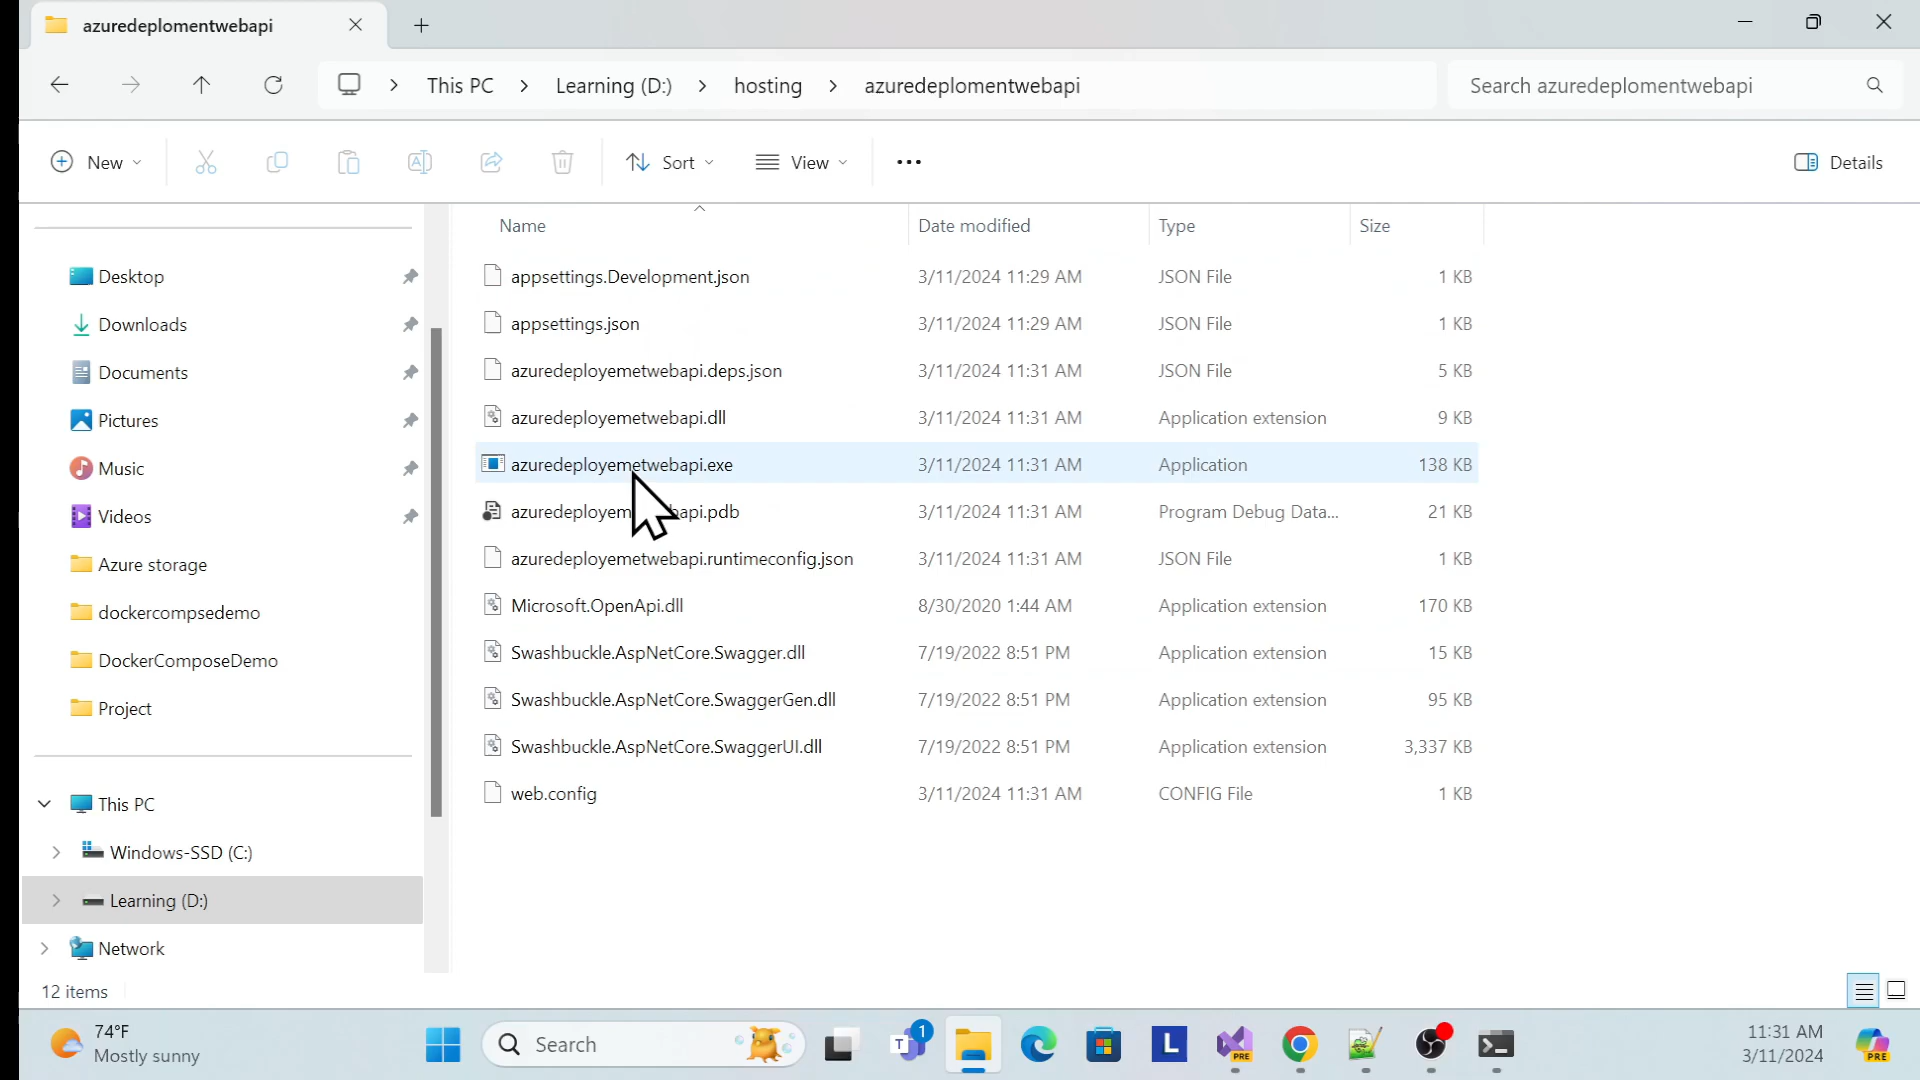 azuredeplomentwebapi
This PC > Learning (D:) > hosting > azuredeplomentwebapi
Search azuredeplomentwebapi
New
Sort
View
Details
Name Date modified Type Size
Desktop
Downloads
Documents
Pictures
Music
Videos
Azure storage
dockercompsedemo
DockerComposeDemo
Project
This PC
Windows-SSD (C:)
Learning (D:)
Network
appsettings.Development.json 3/11/2024 11:29 AM JSON File 1 KB
appsettings.json 3/11/2024 11:29 AM JSON File 1 KB
azuredeployemetwebapi.deps.json 3/11/2024 11:31 AM JSON File 5 KB
azuredeployemetwebapi.dll 3/11/2024 11:31 AM Application extension 9 KB
azuredeployemetwebapi.exe 3/11/2024 11:31 AM Application 138 KB
3/11/2024 11:31 AM Program Debug Data... 21 KB
azuredeployemetwebapi.runtimeconfig.json 3/11/2024 11:31 AM JSON File 1 KB
Microsoft.OpenApi.dll 8/30/2020 1:44 AM Application extension 170 KB
Swashbuckle.AspNetCore.Swagger.dll 7/19/2022 8:51 PM Application extension 15 KB
Swashbuckle.AspNetCore.SwaggerGen.dll 7/19/2022 8:51 PM Application extension 95 KB
Swashbuckle.AspNetCore.SwaggerUI.dll 7/19/2022 8:51 PM Application extension 3,337 KB
web.config 3/11/2024 11:31 AM CONFIG File 1 KB
12 items
74°F
Mostly sunny
Search
T
1
L
PRE
11:31 AM
3/11/2024
PRE